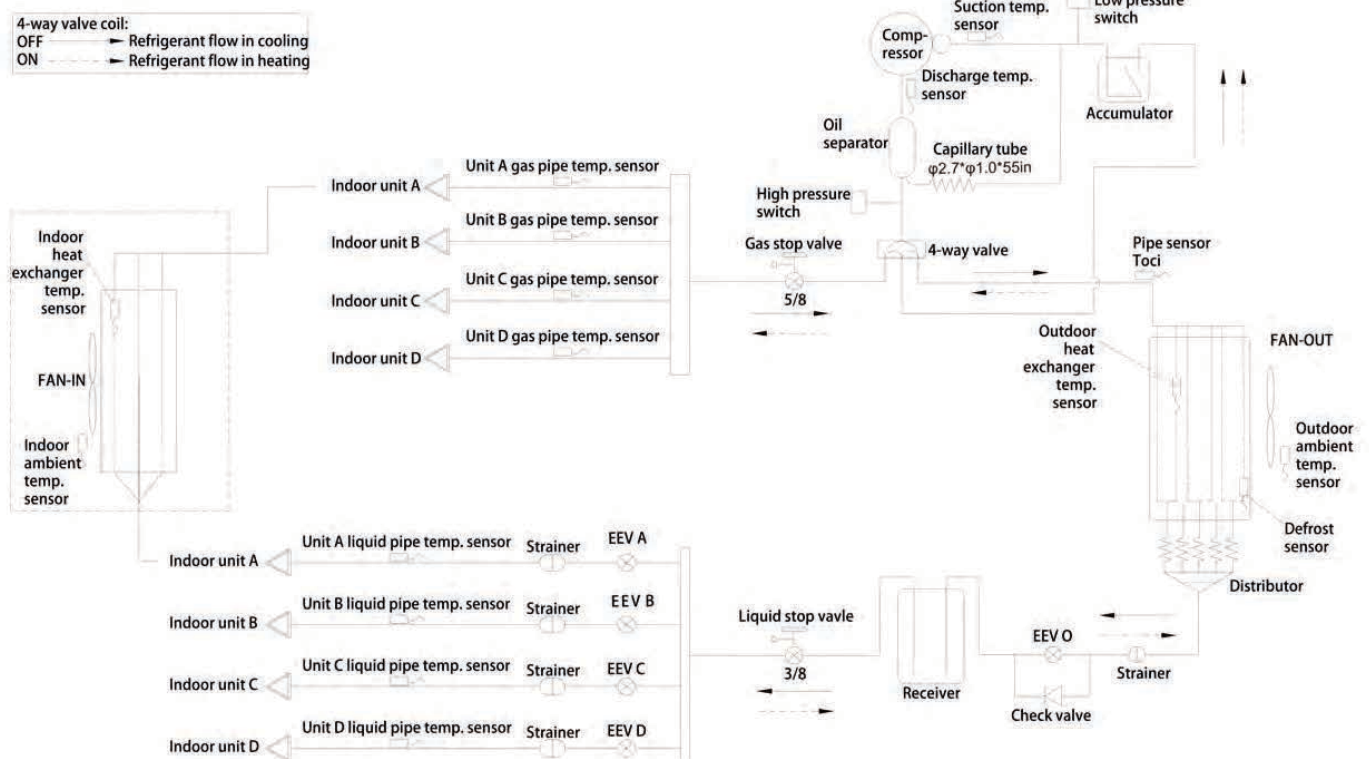 4-way valve coil:
OFF Refrigerant flow in cooling
ON Refrigerant flow in heating
Suction temp.
sensor
Low pressure
switch
Comp-
ressor
Discharge temp.
sensor
Accumulator
Oil
separator
Capillary tube
φ2.7*φ1.0*55in
High pressure
switch
Gas stop valve
5/8
4-way valve
Pipe sensor
Toci
Unit A gas pipe temp. sensor
Indoor unit A
Unit B gas pipe temp. sensor
Indoor unit B
Unit C gas pipe temp. sensor
Indoor unit C
Unit D gas pipe temp. sensor
Indoor unit D
Indoor
heat
exchanger
temp.
sensor
FAN-IN
Indoor
ambient
temp.
sensor
Outdoor
heat
exchanger
temp.
sensor
FAN-OUT
Outdoor
ambient
temp.
sensor
Defrost
sensor
Distributor
Unit A liquid pipe temp. sensor
Strainer
EEV A
Indoor unit A
Unit B liquid pipe temp. sensor
Strainer
EEV B
Indoor unit B
Unit C liquid pipe temp. sensor
Strainer
EEV C
Indoor unit C
Unit D liquid pipe temp. sensor
Strainer
EEV D
Indoor unit D
Liquid stop vavle
3/8
Receiver
EEV O
Check valve
Strainer